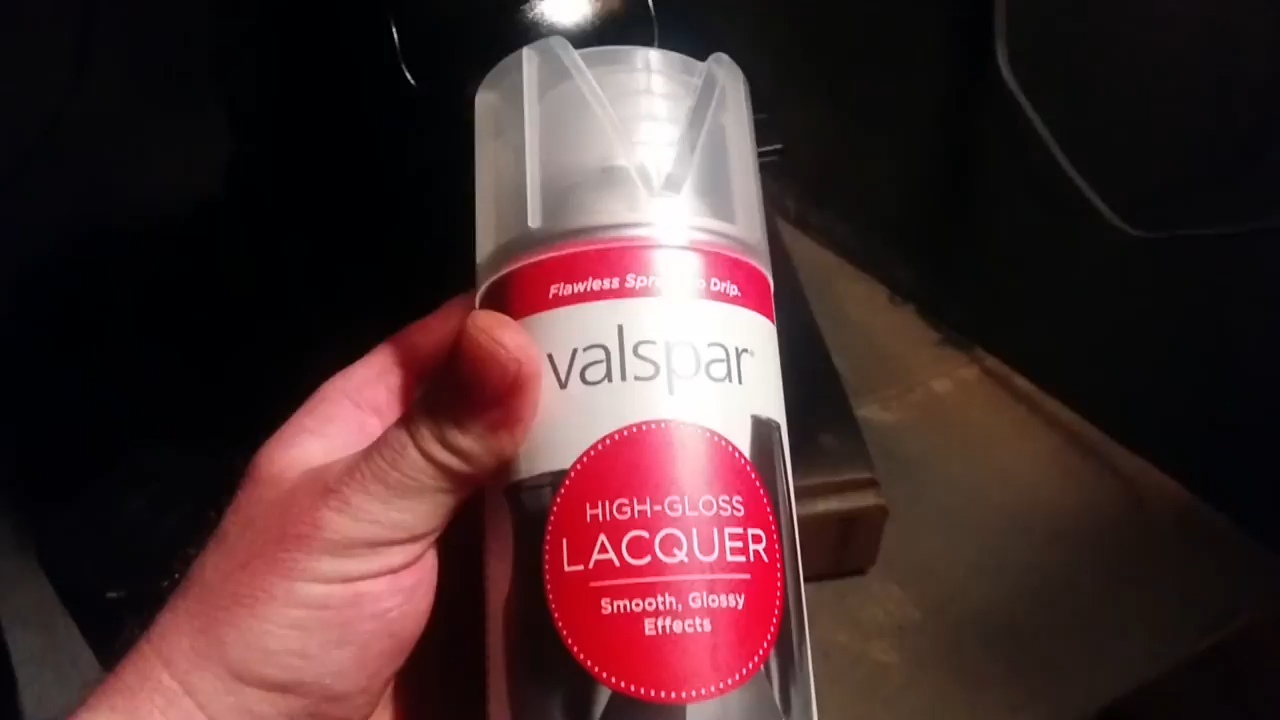 Flawless Drip.
valspar
HIGH-GLOSS
LACQUER
Smooth, Glossy
Effects